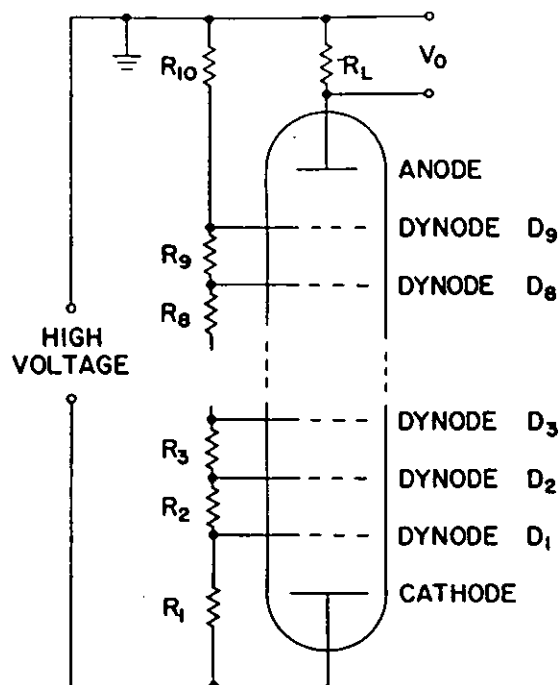 R₁₀
R_L
V₀
ANODE
DYNODE D₉
R₉
DYNODE D₈
R₈
HIGH
VOLTAGE
DYNODE D₃
R₃
DYNODE D₂
R₂
DYNODE D₁
R₁
CATHODE